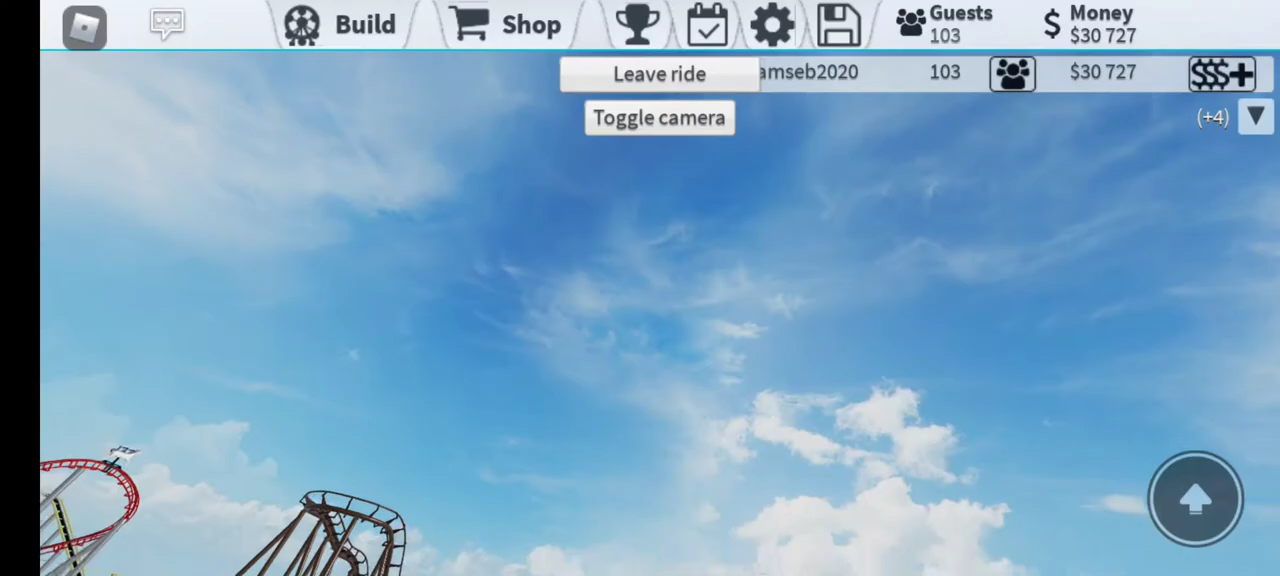 Build
Shop
Guests
103
Money
$30 727
Leave ride
amseb2020
103
$30 727
$$$+
Toggle camera
(+4)